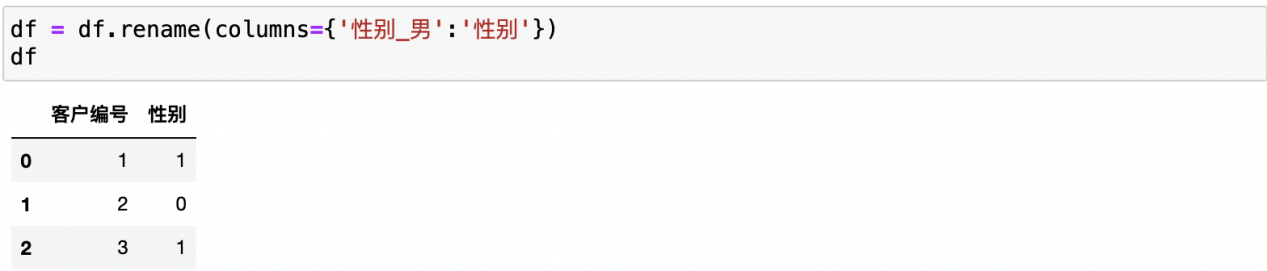 df = df.rename(columns={'性别_男':'性别'})
df
客户编号 性别
0 1 1
1 2 0
2 3 1